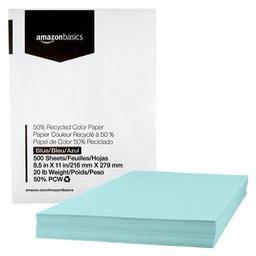 amazonbasics
50% Recycled Color Paper
Papier Couleur Recyclé à 50 %
Papel de Color 50% Reciclado
Blue/Bleu/Azul
500 Sheets/Feuilles/Hojas
8.5 in X 11 in/216 mm X 279 mm
20 lb Weight/Poids/Peso
50% PCW
amazon.com/AmazonBasics